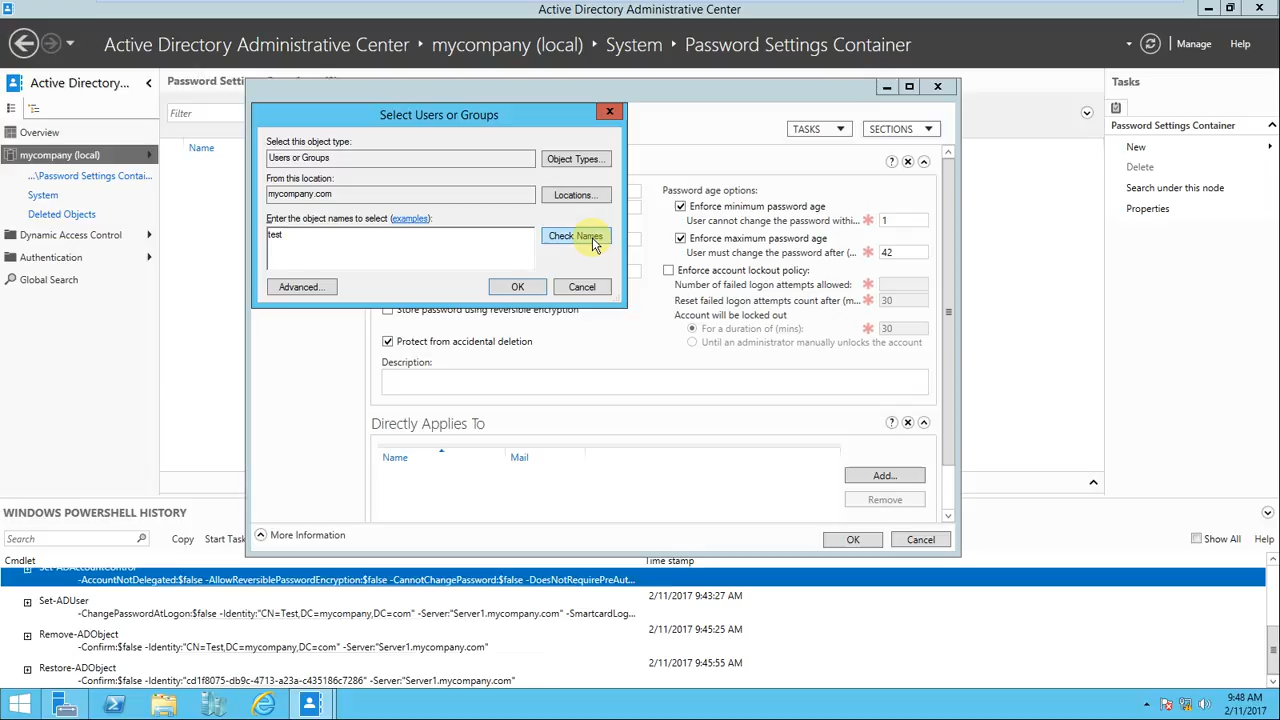 Active Directory Administrative Center
Active Directory Administrative Center › mycompany (local) › System › Password Settings Container
Manage
Help
Active Directory...
Overview
mycompany (local)
...\Password Settings Contai...
System
Deleted Objects
Dynamic Access Control
Authentication
Global Search
Password Setti
Filter
Name
Select Users or Groups
Select this object type:
Users or Groups
Object Types...
From this location:
mycompany.com
Locations...
Enter the object names to select (examples):
test
Check Names
Advanced...
OK
Cancel
TASKS
SECTIONS
Password age options:
Enforce minimum password age
User cannot change the password withi...
1
Enforce maximum password age
User must change the password after (...
42
Enforce account lockout policy:
Number of failed logon attempts allowed:
Reset failed logon attempts count after (m...
30
Account will be locked out
For a duration of (mins):
30
Until an administrator manually unlocks the account
Store password using reversible encryption
Protect from accidental deletion
Description:
Directly Applies To
Name
Mail
Add...
Remove
More Information
OK
Cancel
Tasks
Password Settings Container
New
Delete
Search under this node
Properties
WINDOWS POWERSHELL HISTORY
Search
Copy
Start Task
Show All
Help
Cmdlet
Time stamp
Set-ADAccountControl
-AccountNotDelegated:$false -AllowReversiblePasswordEncryption:$false -CannotChangePassword:$false -DoesNotRequirePreAut...
Set-ADUser
2/11/2017 9:43:27 AM
-ChangePasswordAtLogon:$false -Identity:"CN=Test,DC=mycompany,DC=com" -Server:"Server1.mycompany.com" -SmartcardLog...
Remove-ADObject
2/11/2017 9:45:25 AM
-Confirm:$false -Identity:"CN=Test,DC=mycompany,DC=com" -Server:"Server1.mycompany.com"
Restore-ADObject
2/11/2017 9:45:55 AM
-Confirm:$false -Identity:"cd1f8075-db9c-4713-a23a-c435186c7286" -Server:"Server1.mycompany.com"
9:48 AM
2/11/2017